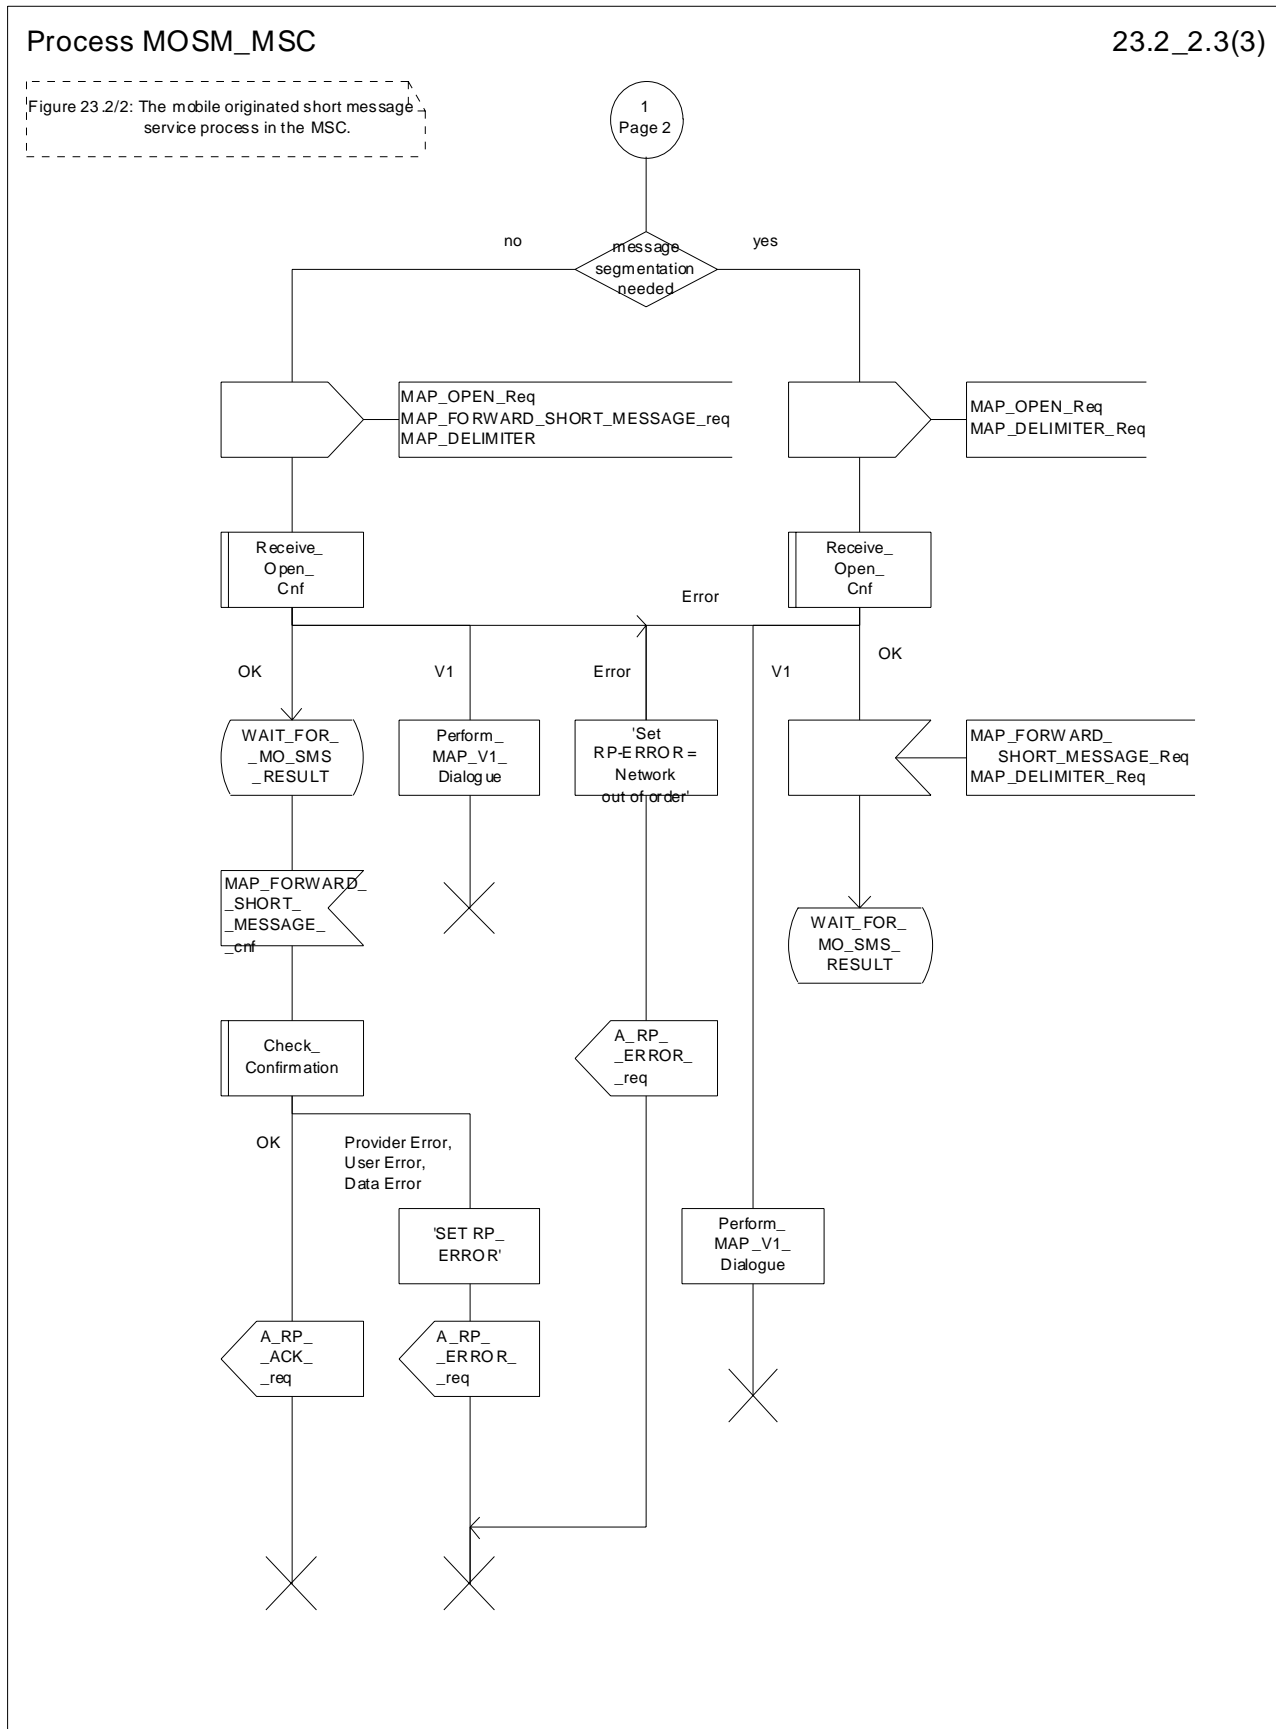 Process MOSM_MSC
23.2_2.3(3)
Figure 23.2/2: The mobile originated short message
service process in the MSC.
1
Page 2
no
yes
message
segmentation
needed
MAP_OPEN_Req
MAP_FORWARD_SHORT_MESSAGE_req
MAP_DELIMITER
MAP_OPEN_Req
MAP_DELIMITER_Req
Receive_
Open_
Cnf
Receive_
Open_
Cnf
Error
OK
V1
Error
V1
OK
WAIT_FOR_
_MO_SMS
_RESULT
Perform_
MAP_V1_
Dialogue
'Set
RP-ERROR =
Network
out of order'
MAP_FORWARD_
SHORT_MESSAGE_Req
MAP_DELIMITER_Req
MAP_FORWARD_
_SHORT_
_MESSAGE_
_cnf
WAIT_FOR_
MO_SMS_
RESULT
Check_
Confirmation
A_RP_
_ERROR_
_req
OK
Provider Error,
User Error,
Data Error
'SET RP_
ERROR'
Perform_
MAP_V1_
Dialogue
A_RP_
_ACK_
_req
A_RP_
_ERROR_
_req